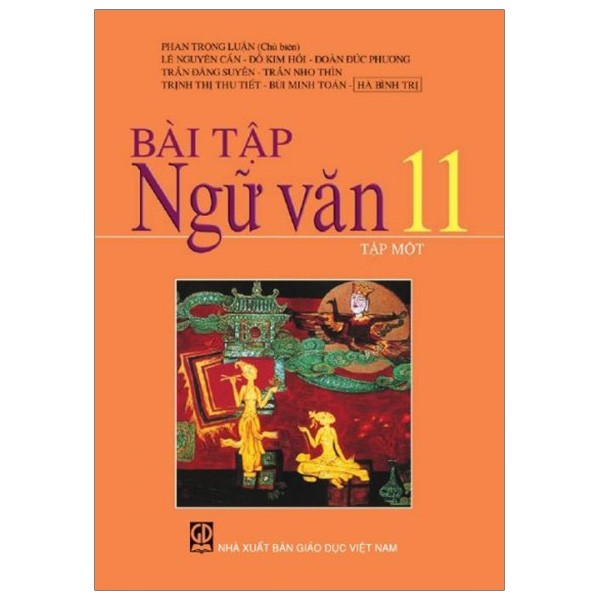 PHAN TRỌNG LUẬN (Chủ biên)
LÊ NGUYÊN CẨN - ĐỖ KIM HỒI - ĐOÀN ĐỨC PHƯƠNG
TRẦN ĐĂNG SUYỀN - TRẦN NHO THÌN
TRỊNH THỊ THU TIẾT - BÙI MINH TOÁN - HÀ BÌNH TRỊ
BÀI TẬP
Ngữ văn 11
TẬP MỘT
GD
NHÀ XUẤT BẢN GIÁO DỤC VIỆT NAM